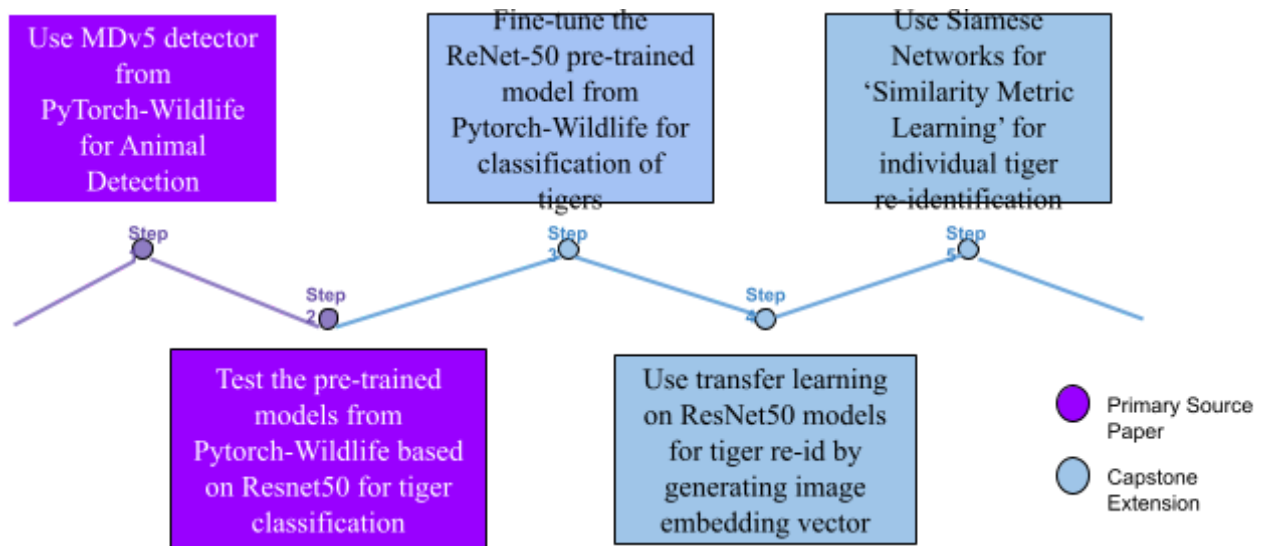 Use MDv5 detector
from
PyTorch-Wildlife
for Animal
Detection
Fine-tune the
ReNet-50 pre-trained
model from
Pytorch-Wildlife for
classification of
tigers
Use Siamese
Networks for
‘Similarity Metric
Learning’ for
individual tiger
re-identification
Step
Step
2
Step
3
Step
4
Step
5
Test the pre-trained
models from
Pytorch-Wildlife based
on Resnet50 for tiger
classification
Use transfer learning
on ResNet50 models
for tiger re-id by
generating image
embedding vector
Primary Source
Paper
Capstone
Extension